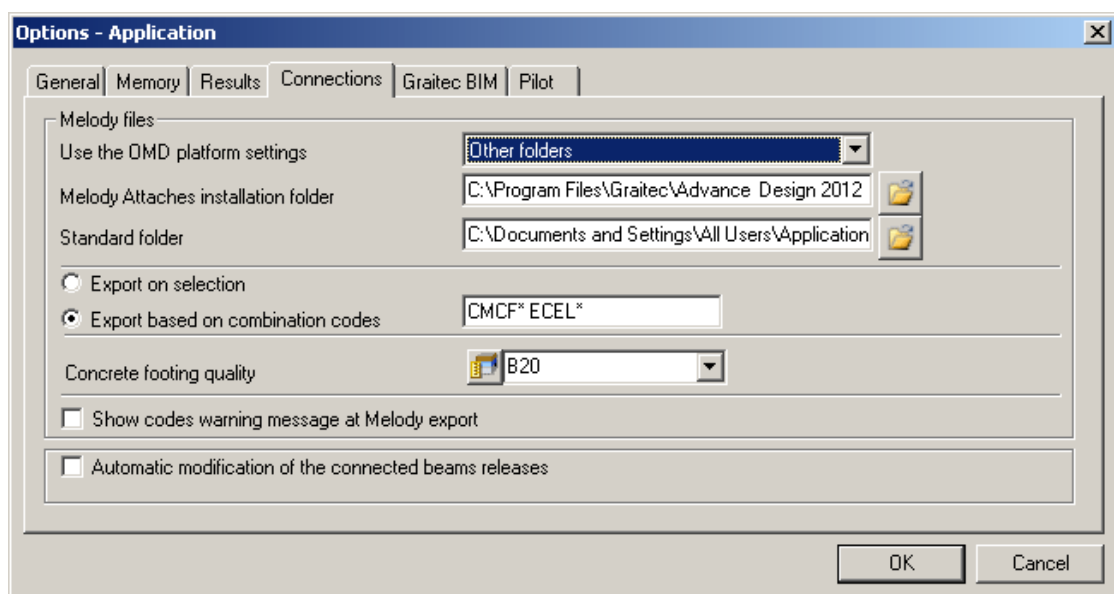 Options - Application
General Memory Results Connections Graitec BIM Pilot
Melody files
Use the OMD platform settings Other folders
Melody Attaches installation folder C:\Program Files\Graitec\Advance Design 2012
Standard folder C:\Documents and Settings\All Users\Application
Export on selection
Export based on combination codes CMCF* ECEL*
Concrete footing quality B20
Show codes warning message at Melody export
Automatic modification of the connected beams releases
OK Cancel